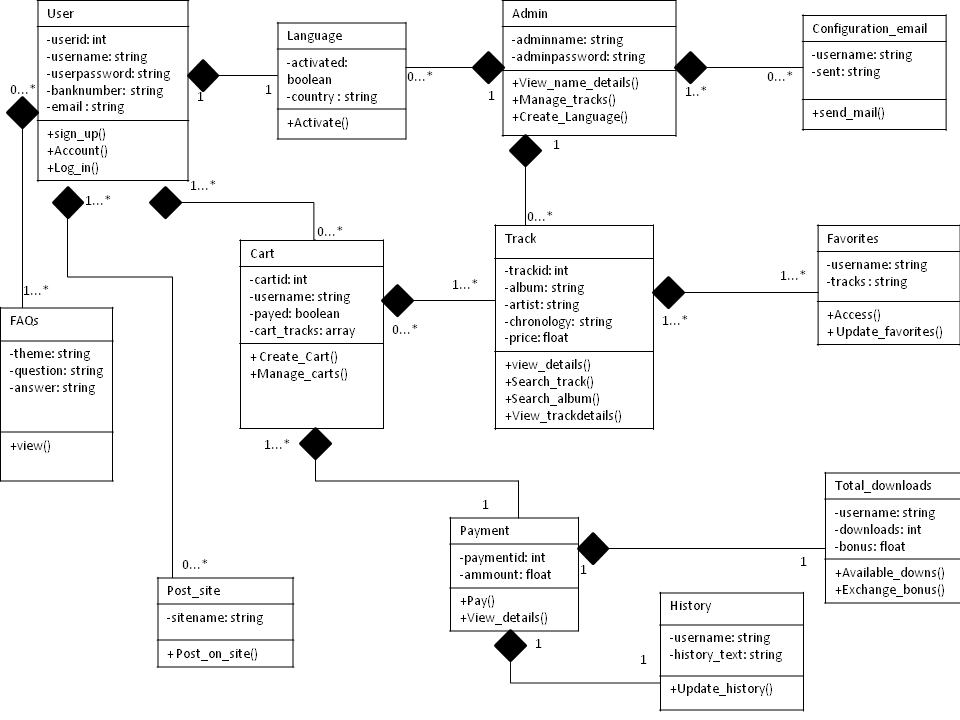 User
-userid: int
-username: string
-userpassword: string
-banknumber: string
-email : string
+sign_up()
+Account()
+Log_in()
Language
-activated:
boolean
-country : string
+Activate()
Admin
-adminname: string
-adminpassword: string
+View_name_details()
+Manage_tracks()
+Create_Language()
Configuration_email
-username: string
-sent: string
+send_mail()
0...*
1
1
0...*
1
1..*
0...*
1
1...*
1...*
0...*
0...*
Cart
-cartid: int
-username: string
-payed: boolean
-cart_tracks: array
+ Create_Cart()
+Manage_carts()
Track
-trackid: int
-album: string
-artist: string
-chronology: string
-price: float
+view_details()
+Search_track()
+Search_album()
+View_trackdetails()
Favorites
-username: string
-tracks : string
+Access()
+ Update_favorites()
1...*
0...*
1...*
1...*
1...*
FAQs
-theme: string
-question: string
-answer: string
+view()
1...*
1
Payment
-paymentid: int
-ammount: float
+Pay()
+View_details()
Total_downloads
-username: string
-downloads: int
-bonus: float
+Available_downs()
+Exchange_bonus()
1
1
0...*
Post_site
-sitename: string
+ Post_on_site()
1
1
History
-username: string
-history_text: string
+Update_history()